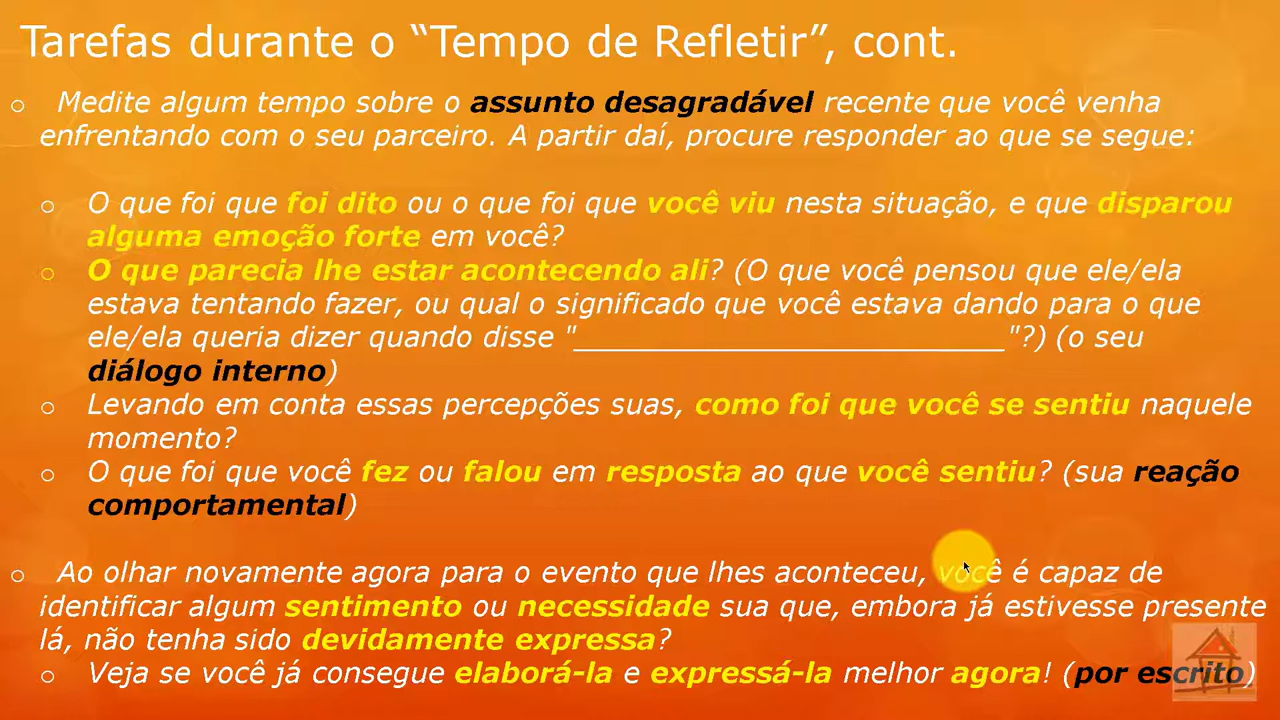 Tarefas durante o “Tempo de Refletir”, cont.
o Medite algum tempo sobre o assunto desagradável recente que você venha
enfrentando com o seu parceiro. A partir daí, procure responder ao que se segue:
o O que foi que foi dito ou o que foi que você viu nesta situação, e que disparou
alguma emoção forte em você?
o O que parecia lhe estar acontecendo ali? (O que você pensou que ele/ela
estava tentando fazer, ou qual o significado que você estava dando para o que
ele/ela queria dizer quando disse "__________________________"?) (o seu
diálogo interno)
o Levando em conta essas percepções suas, como foi que você se sentiu naquele
momento?
o O que foi que você fez ou falou em resposta ao que você sentiu? (sua reação
comportamental)
o Ao olhar novamente agora para o evento que lhes aconteceu, você é capaz de
identificar algum sentimento ou necessidade sua que, embora já estivesse presente
lá, não tenha sido devidamente expressa?
o Veja se você já consegue elaborá-la e expressá-la melhor agora! (por escrito)